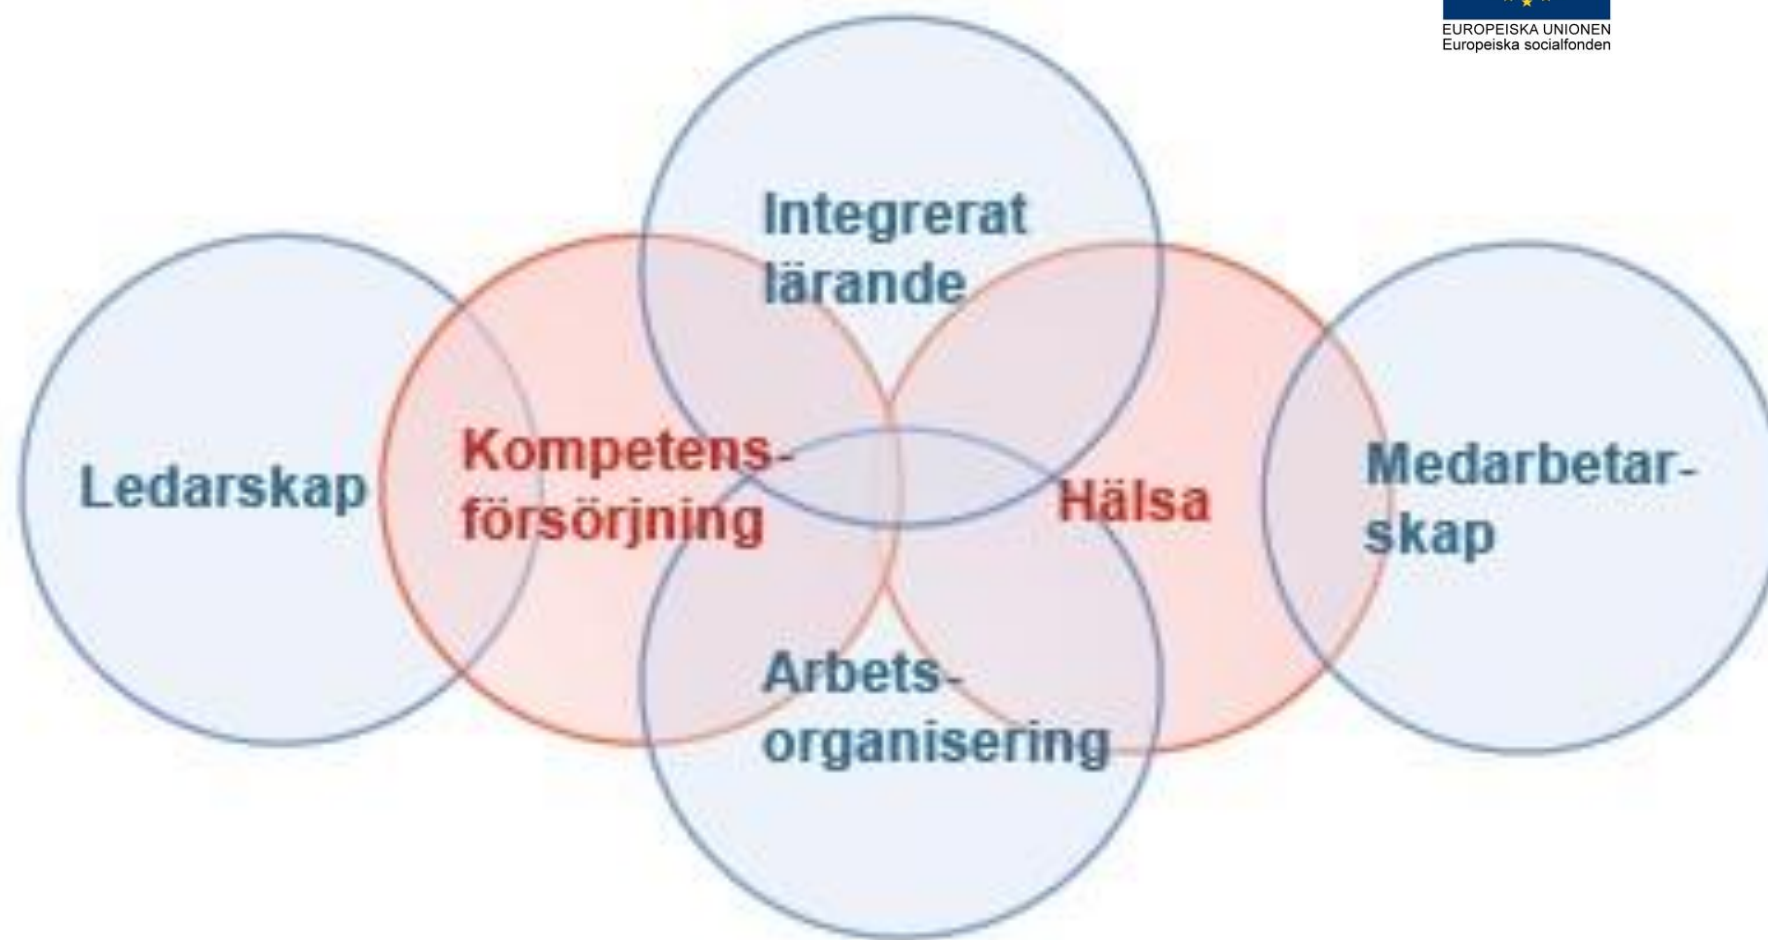 EUROPEISKA UNIONEN
Europeiska socialfonden
Integrerat
lärande
Ledarskap
Kompetens-
försörjning
Hälsa
Medarbetar-
skap
Arbets-
organisering